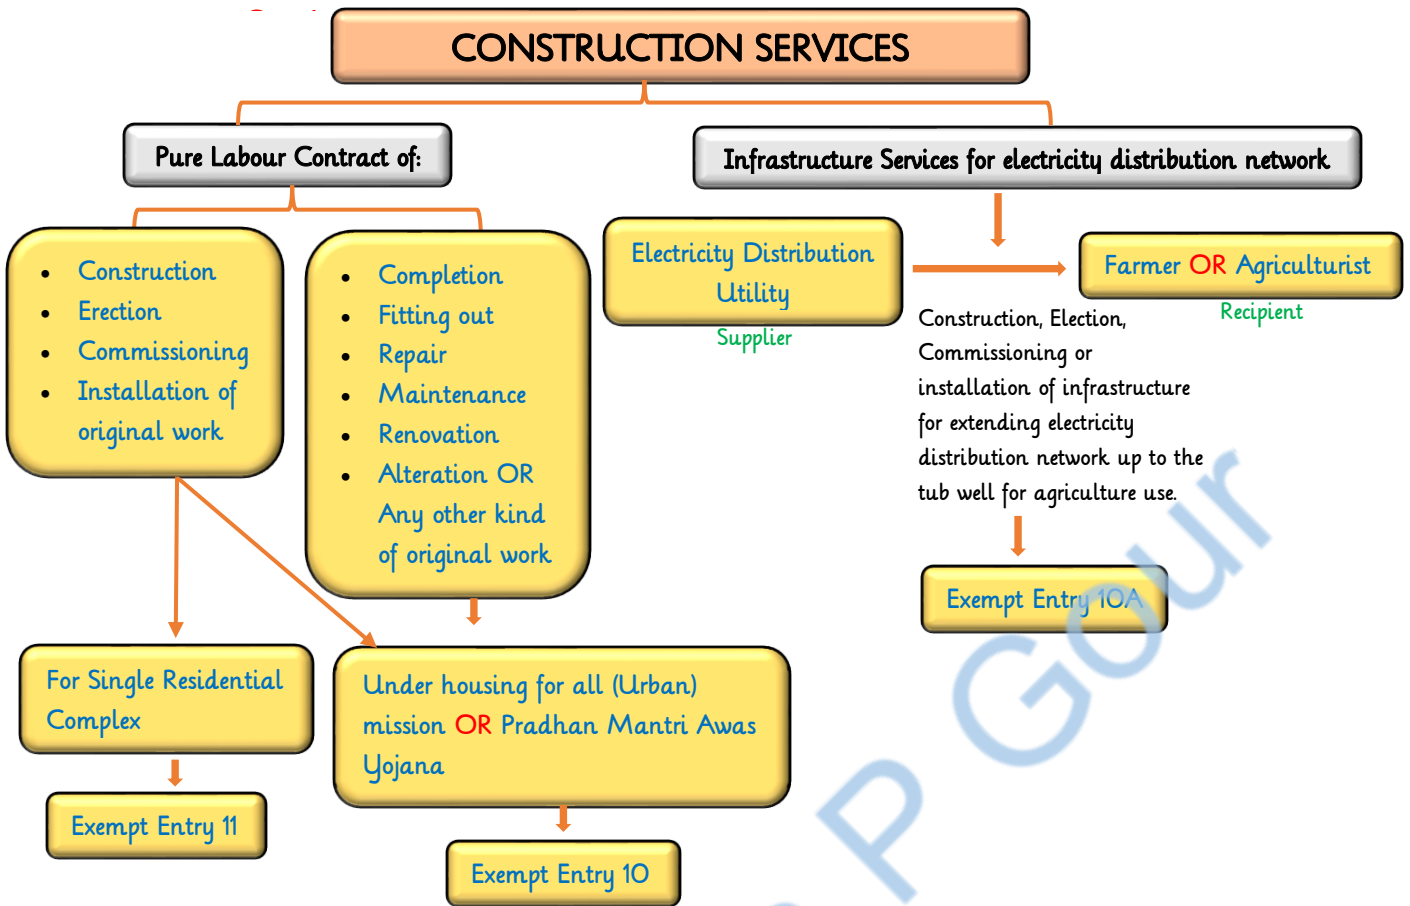 CONSTRUCTION SERVICES
Pure Labour Contract of:
Infrastructure Services for electricity distribution network
• Construction
• Erection
• Commissioning
• Installation of
original work
• Completion
• Fitting out
• Repair
• Maintenance
• Renovation
• Alteration OR
Any other kind
of original work
Electricity Distribution
Utility
Supplier
Farmer OR Agriculturist
Recipient
Construction, Election,
Commissioning or
installation of infrastructure
for extending electricity
distribution network up to the
tub well for agriculture use.
Exempt Entry 10A
For Single Residential
Complex
Exempt Entry 11
Under housing for all (Urban)
mission OR Pradhan Mantri Awas
Yojana
Exempt Entry 10
P Gour